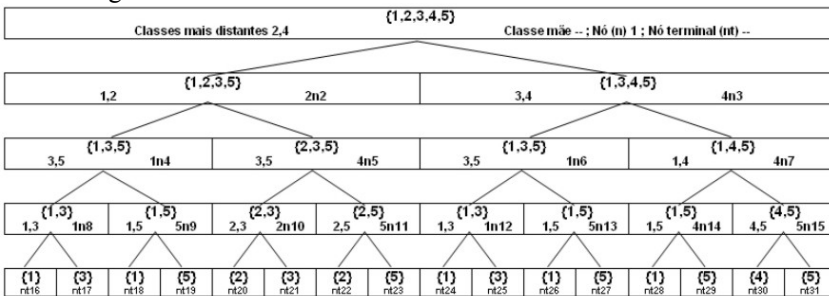 {1,2,3,4,5}
Classes mais distantes 2,4 Classe mãe -- ; Nó (n) 1 ; Nó terminal (nt) --
{1,2,3,5} {1,3,4,5}
1,2 2n2 3,4 4n3
{1,3,5} {2,3,5} {1,3,5} {1,4,5}
3,5 1n4 3,5 4n5 3,5 1n6 1,4 4n7
{1,3} {1,5} {2,3} {2,5} {1,3} {1,5} {1,5} {4,5}
1,3 1n8 1,5 5n9 2,3 2n10 2,5 5n11 1,3 1n12 1,5 5n13 1,5 4n14 4,5 5n15
{1} {3} {1} {5} {2} {3} {2} {5} {1} {3} {1} {5} {1} {5} {4} {5}
nt16 nt17 nt18 nt19 nt20 nt21 nt22 nt23 nt24 nt25 nt26 nt27 nt28 nt29 nt30 nt31